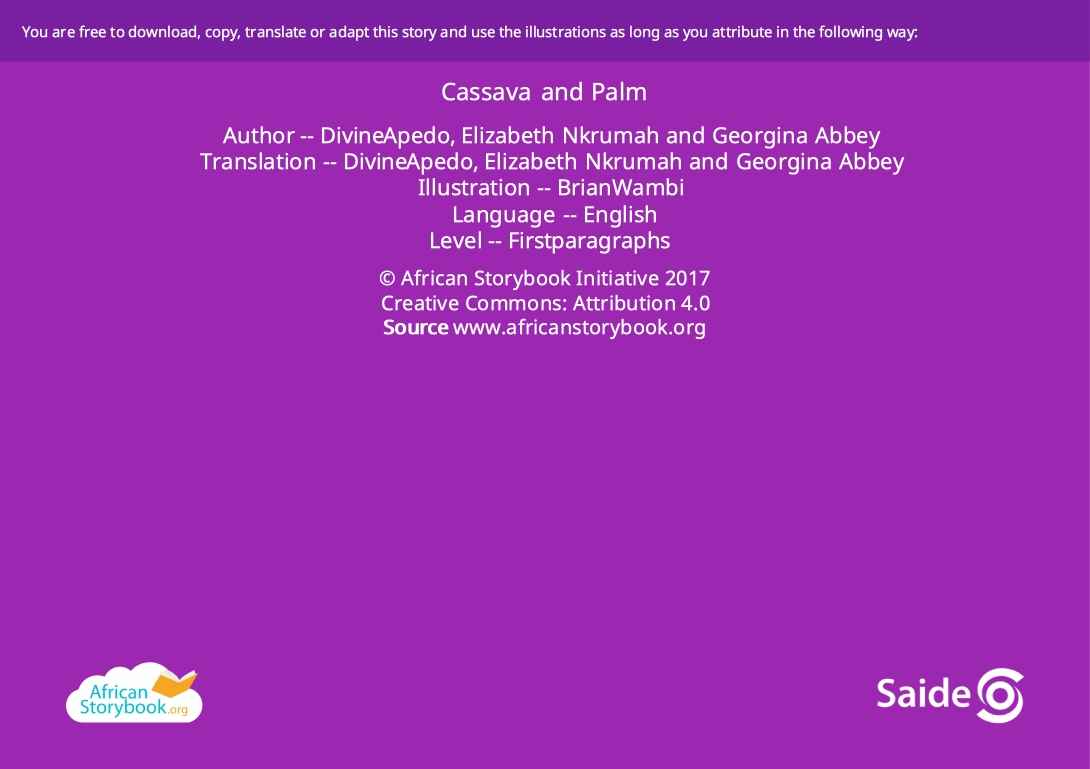 You are free to download, copy, translate or adapt this story and use the illustrations as long as you attribute in the following way:
Cassava and Palm
Author -- DivineApedo, Elizabeth Nkrumah and Georgina Abbey
Translation -- DivineApedo, Elizabeth Nkrumah and Georgina Abbey
Illustration -- BrianWambi
Language -- English
Level -- Firstparagraphs
© African Storybook Initiative 2017
Creative Commons: Attribution 4.0
Source www.africanstorybook.org
African
Storybook.org
Saide